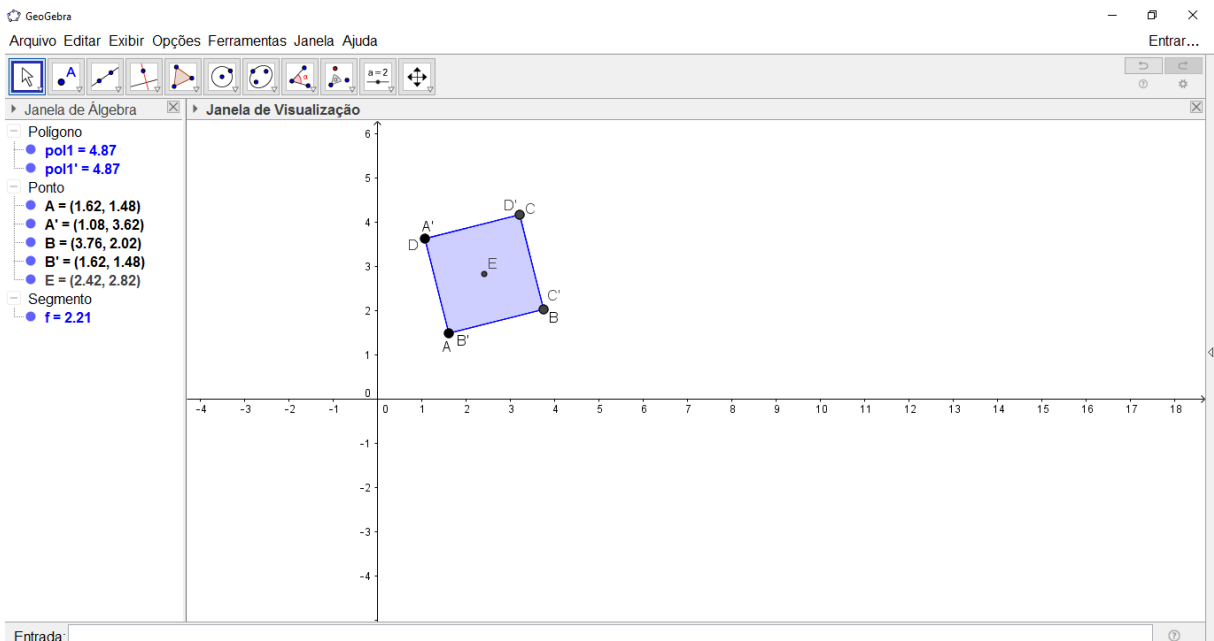 GeoGebra
Arquivo Editar Exibir Opções Ferramentas Janela Ajuda
Entrar...
A
α
a = 2
Janela de Álgebra
Janela de Visualização
Polígono
pol1 = 4.87
pol1' = 4.87
Ponto
A = (1.62, 1.48)
A' = (1.08, 3.62)
B = (3.76, 2.02)
B' = (1.62, 1.48)
E = (2.42, 2.82)
Segmento
f = 2.21
6
5
4
3
2
1
0
-1
-2
-3
-4
D' C
A'
D
E
C'
B
A B'
-4 -3 -2 -1 0 1 2 3 4 5 6 7 8 9 10 11 12 13 14 15 16 17 18
Entrada: